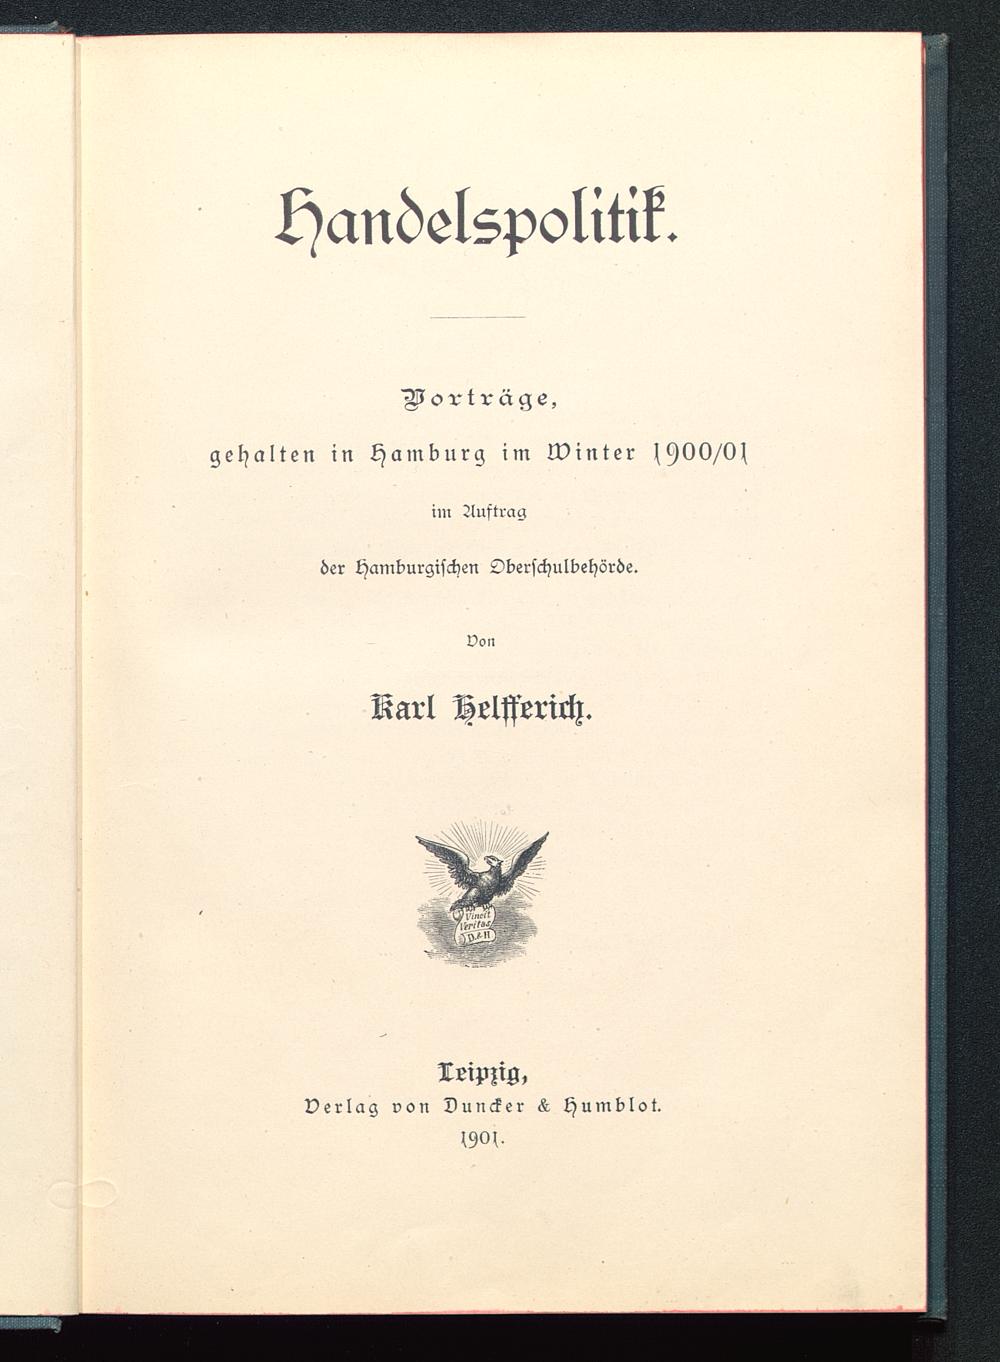 Handelspolitik.
Vorträge,
gehalten in Hamburg im Winter 1900/01
im Auftrag
der Hamburgischen Oberschulbehörde.
Von
Karl Helfferich.
Vincit
Veritas
D & H
Leipzig,
Verlag von Duncker & Humblot.
1901.